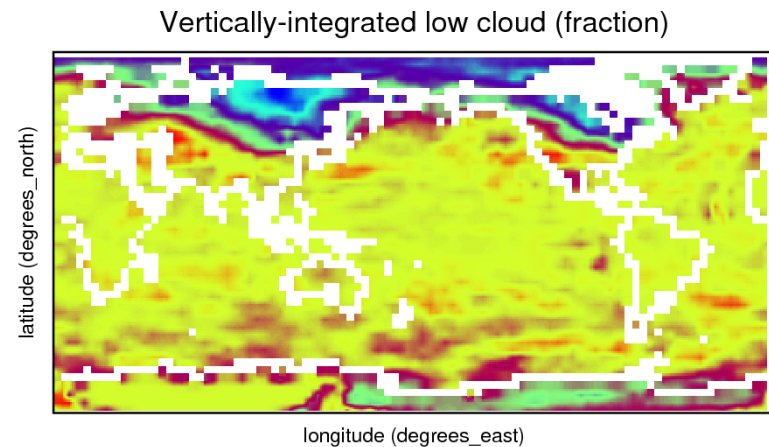 Vertically-integrated low cloud (fraction)
latitude (degrees_north)
longitude (degrees_east)